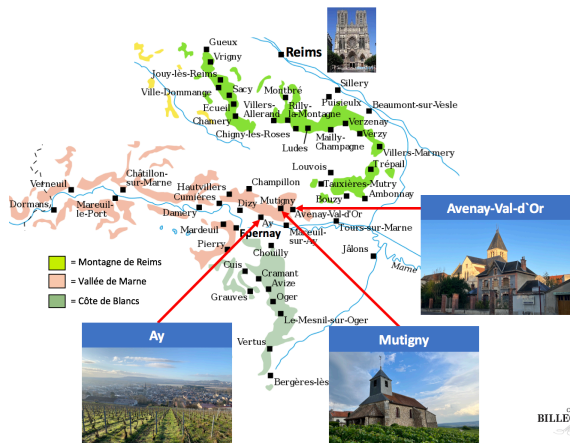 Gueux
Reims
Vrigny
Jouy-lès-Reims
Sillery
Sacy
Montbré
Ville-Dommange
Puisieulx
Ecueil
Villers-
Allerand
Rilly-
la-Montagne
Beaumont-sur-Vesle
Chamery
Verzenay
Chigny-les-Roses
Ludes
Mailly-
Champagne
Verzy
Villers-Marmery
Louvois
Trépail
Châtillon-
sur-Marne
Champillon
Tauxières-Mutry
Verneuil
Hautvillers
Mutigny
Bouzy
Ambonnay
Dormans
Mareuil-
le-Port
Cumières
Damery
Dizy
Avenay-Val-d'Or
Ay
Tours-sur-Marne
Mardeuil
Epernay
Mareuil-
sur-Ay
Pierry
Chouilly
Jâlons
Marne
Cuis
Cramant
Avize
Grauves
Oger
Le-Mesnil-sur-Oger
Vertus
Bergères-lès
= Montagne de Reims
= Vallée de Marne
= Côte de Blancs
Avenay-Val-d`Or
Ay
Mutigny
BILLEC